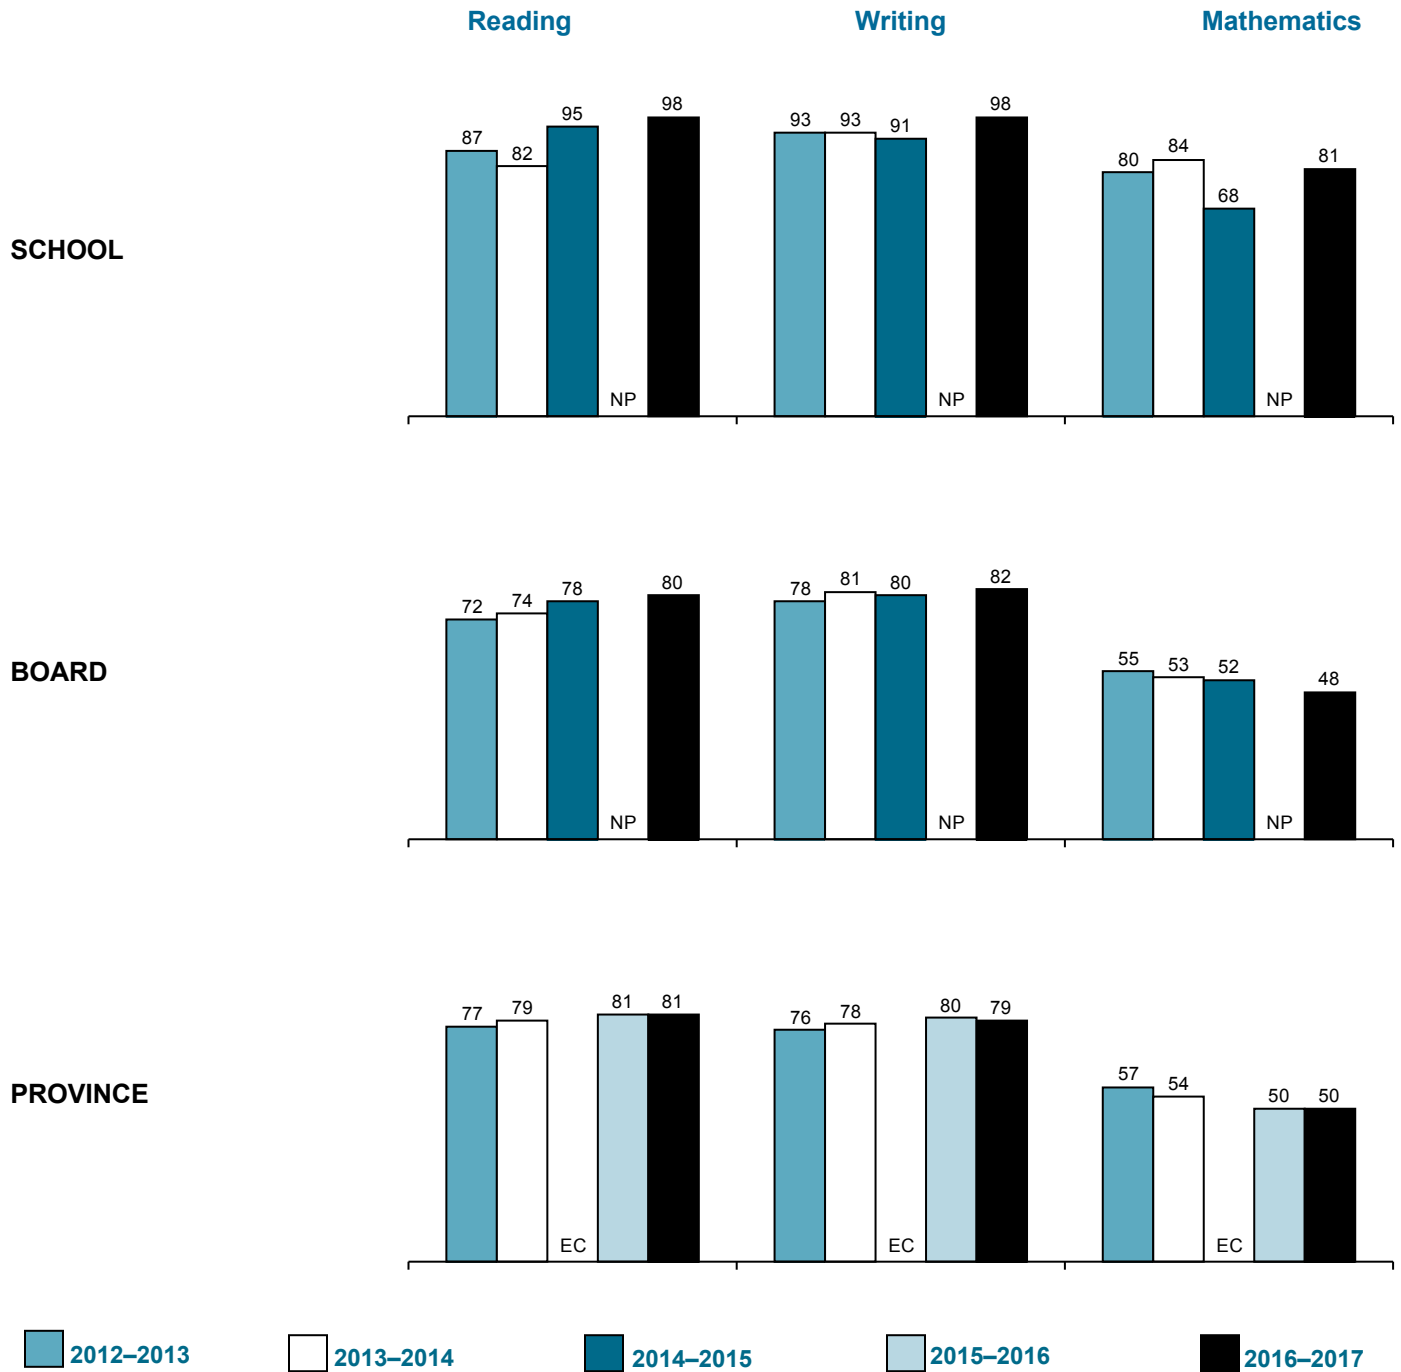 Reading Writing Mathematics
87 82 95 NP 98 93 93 91 NP 98 80 84 68 NP 81
SCHOOL
72 74 78 NP 80 78 81 80 NP 82 55 53 52 NP 48
BOARD
77 79 EC 81 81 76 78 EC 80 79 57 54 EC 50 50
PROVINCE
2012–2013 2013–2014 2014–2015 2015–2016 2016–2017